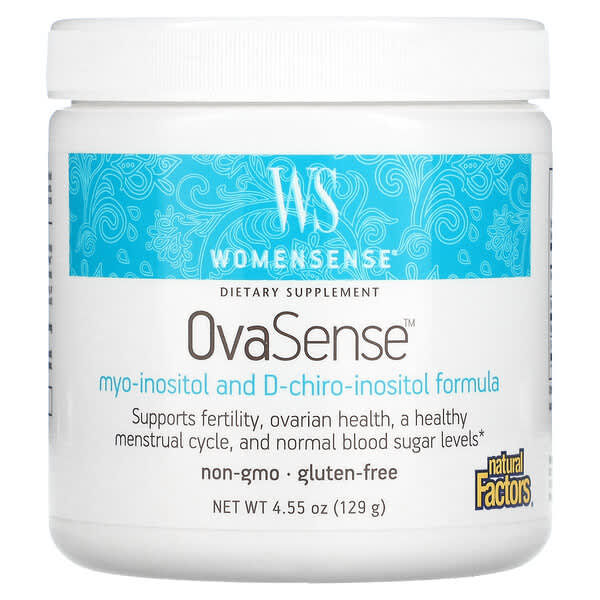 WS
WOMENSENSE®
DIETARY SUPPLEMENT
OvaSense™
myo-inositol and D-chiro-inositol formula
Supports fertility, ovarian health, a healthy
menstrual cycle, and normal blood sugar levels*
non-gmo · gluten-free
natural
Factors®
NET WT 4.55 oz (129 g)